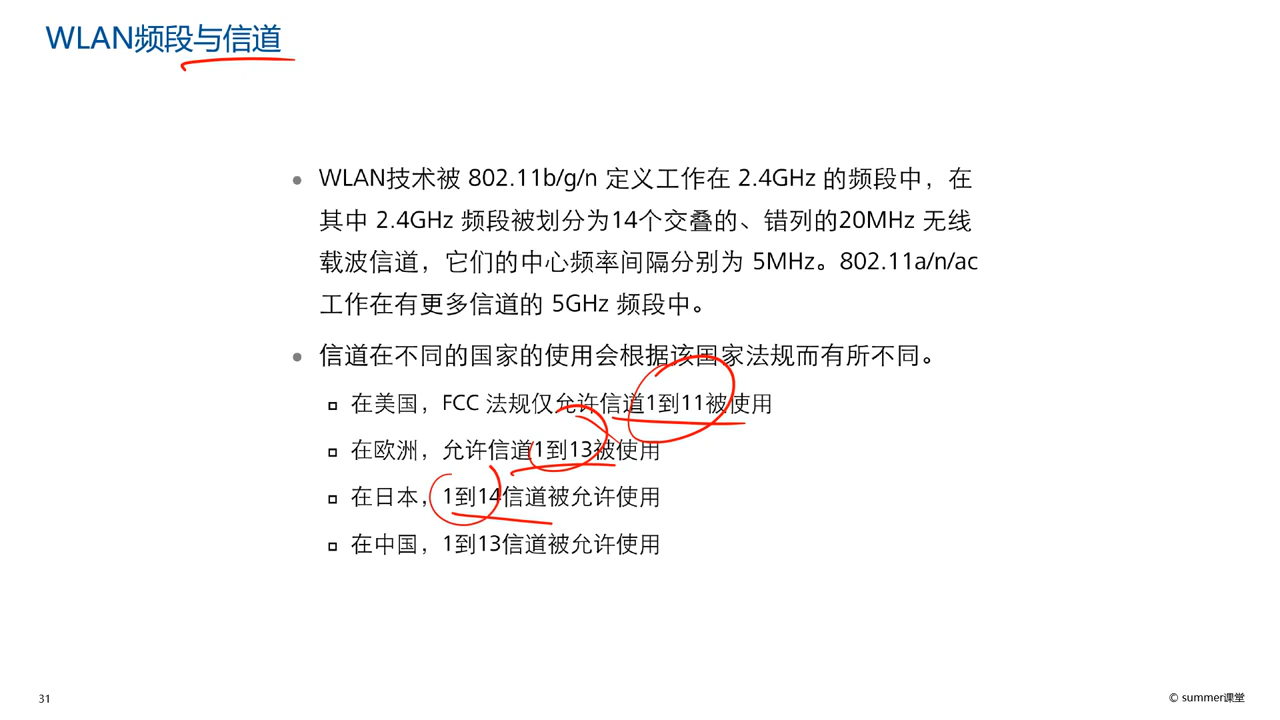 WLAN频段与信道
WLAN技术被 802.11b/g/n 定义工作在 2.4GHz 的频段中，在
其中 2.4GHz 频段被划分为14个交叠的、错列的20MHz 无线
载波信道，它们的中心频率间隔分别为 5MHz。802.11a/n/ac
工作在有更多信道的 5GHz 频段中。
信道在不同的国家的使用会根据该国家法规而有所不同。
在美国，FCC 法规仅允许信道1到11被使用
在欧洲，允许信道1到13被使用
在日本，1到14信道被允许使用
在中国，1到13信道被允许使用
31
© summer课堂